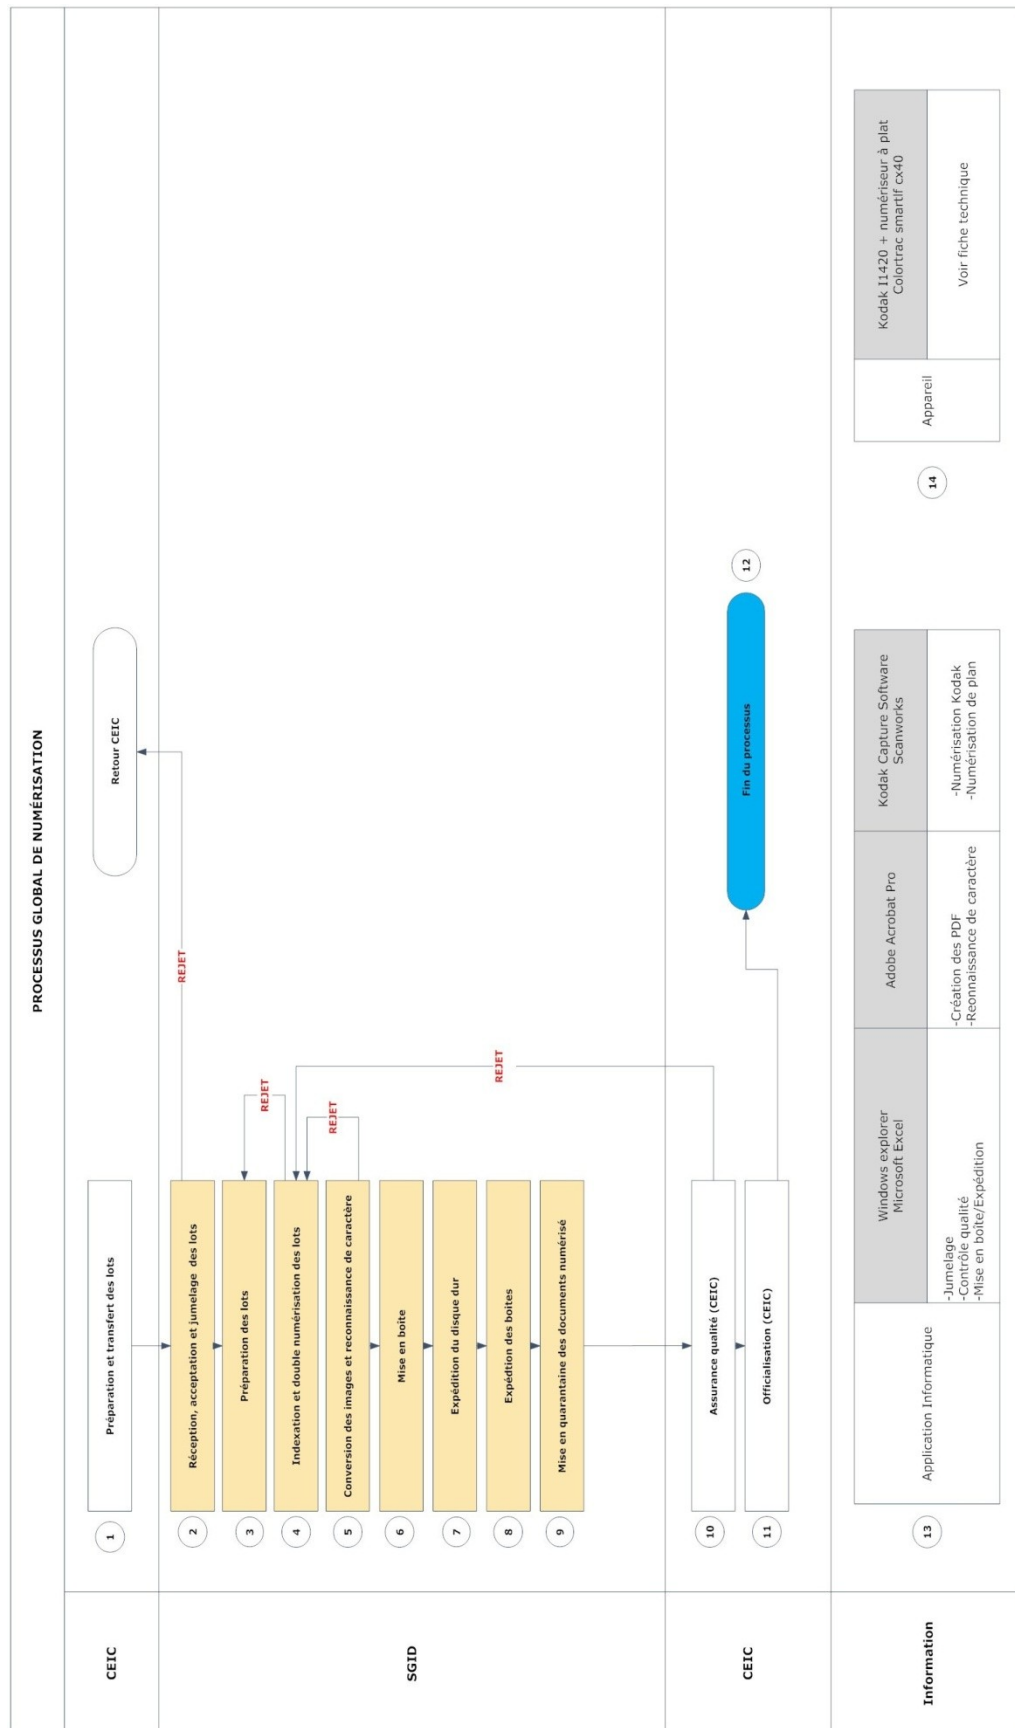 PROCESSUS GLOBAL DE NUMÉRISATION
CEIC
1
Préparation et transfert des lots
Retour CEIC
SGID
2
Réception, acceptation et jumelage des lots
REJET
3
Préparation des lots
REJET
4
Indexation et double numérisation des lots
REJET
5
Conversion des images et reconnaissance de caractère
6
Mise en boite
7
Expédition du disque dur
8
Expédtion des boites
9
Mise en quarantaine des documents numérisé
REJET
CEIC
10
Assurance qualité (CEIC)
11
Officialisation (CEIC)
Fin du processus
12
Information
13
Application Informatique
Windows explorer
Microsoft Excel
-Jumelage
-Contrôle qualité
-Mise en boîte/Expédition
Adobe Acrobat Pro
-Création des PDF
-Reonnaissance de caractère
Kodak Capture Software
Scanworks
-Numérisation Kodak
-Numérisation de plan
14
Appareil
Kodak I1420 + numériseur à plat
Colortrac smartlf cx40
Voir fiche technique